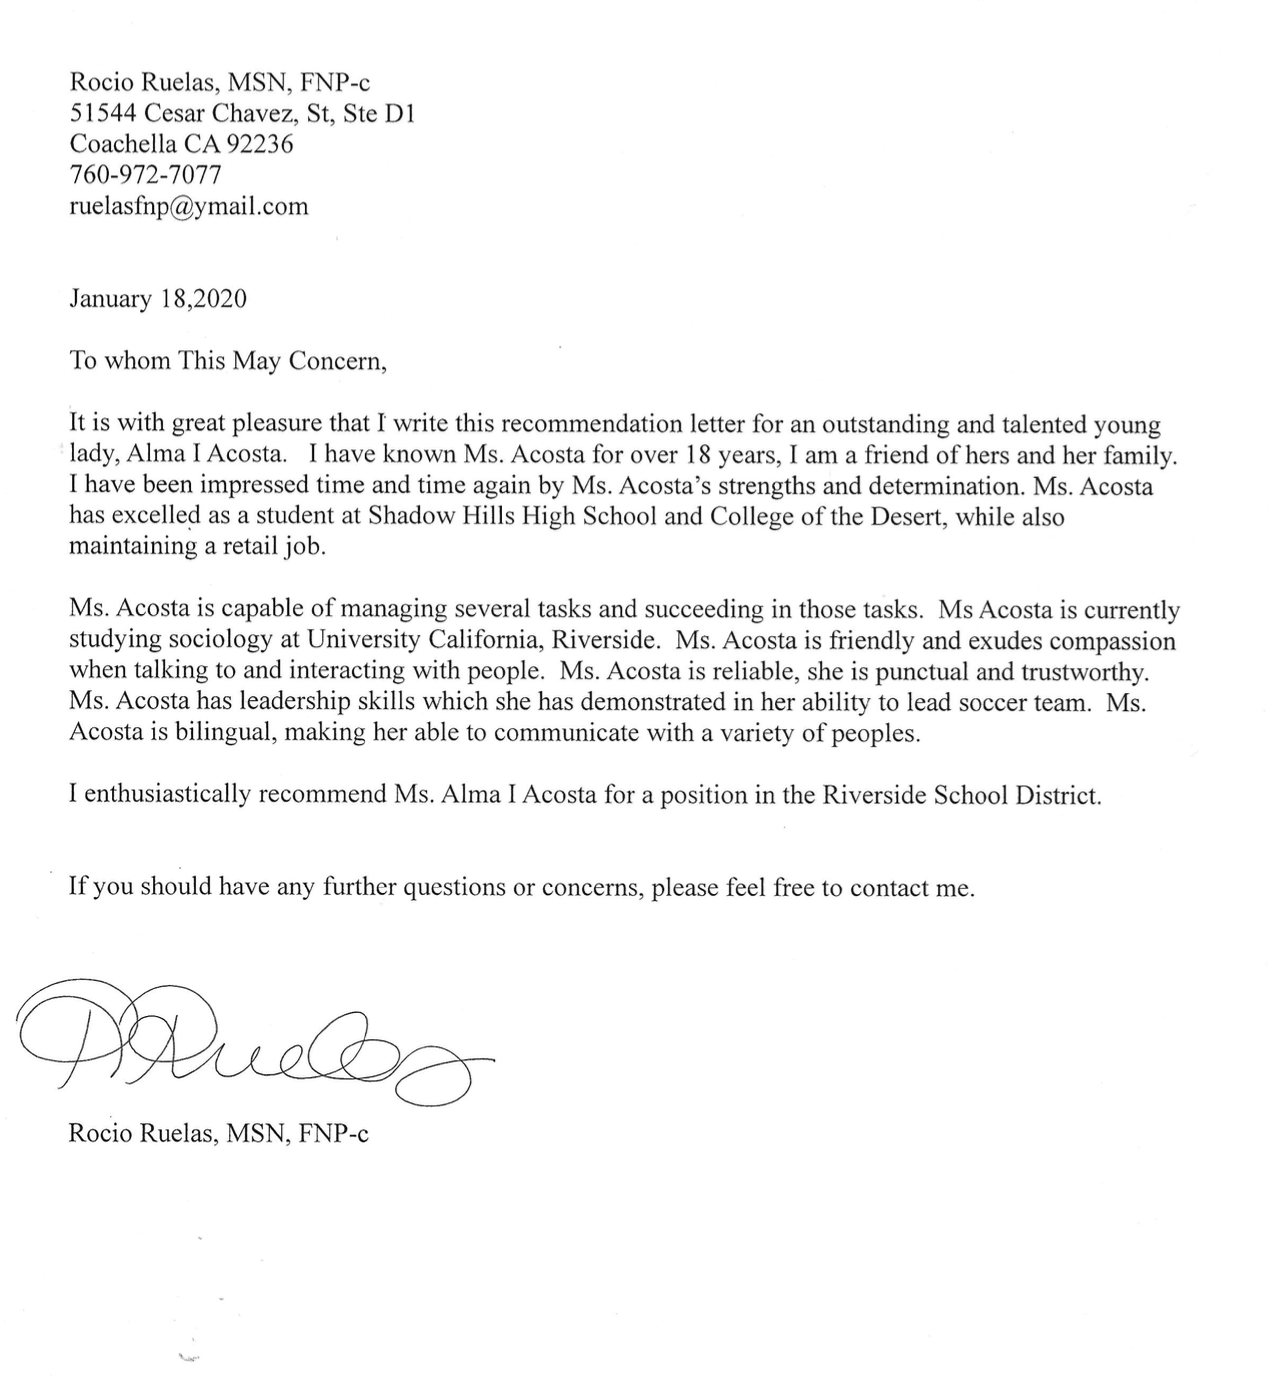 Rocio Ruelas, MSN, FNP-c
51544 Cesar Chavez, St, Ste D1
Coachella CA 92236
760-972-7077
ruelasfnp@ymail.com
January 18,2020
To whom This May Concern,
It is with great pleasure that I write this recommendation letter for an outstanding and talented young
lady, Alma I Acosta.   I have known Ms. Acosta for over 18 years, I am a friend of hers and her family.
I have been impressed time and time again by Ms. Acosta’s strengths and determination. Ms. Acosta
has excelled as a student at Shadow Hills High School and College of the Desert, while also
maintaining a retail job.
Ms. Acosta is capable of managing several tasks and succeeding in those tasks.  Ms Acosta is currently
studying sociology at University California, Riverside.  Ms. Acosta is friendly and exudes compassion
when talking to and interacting with people.  Ms. Acosta is reliable, she is punctual and trustworthy.
Ms. Acosta has leadership skills which she has demonstrated in her ability to lead soccer team.  Ms.
Acosta is bilingual, making her able to communicate with a variety of peoples.
I enthusiastically recommend Ms. Alma I Acosta for a position in the Riverside School District.
If you should have any further questions or concerns, please feel free to contact me.
RRuelas
Rocio Ruelas, MSN, FNP-c